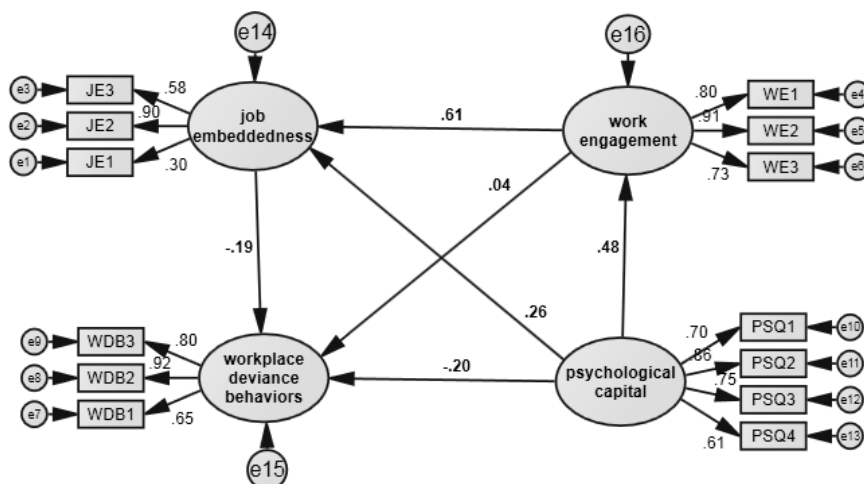 e14
e16
e3
JE3
.58
e2
JE2
.90
e1
JE1
.30
job
embeddedness
.61
work
engagement
.80
WE1
e4
.91
WE2
e5
.73
WE3
e6
.04
-.19
.48
.26
e9
WDB3
.80
e8
WDB2
.92
e7
WDB1
.65
workplace
deviance
behaviors
-.20
psychological
capital
.70
PSQ1
e10
.86
PSQ2
e11
.75
PSQ3
e12
.61
PSQ4
e13
e15